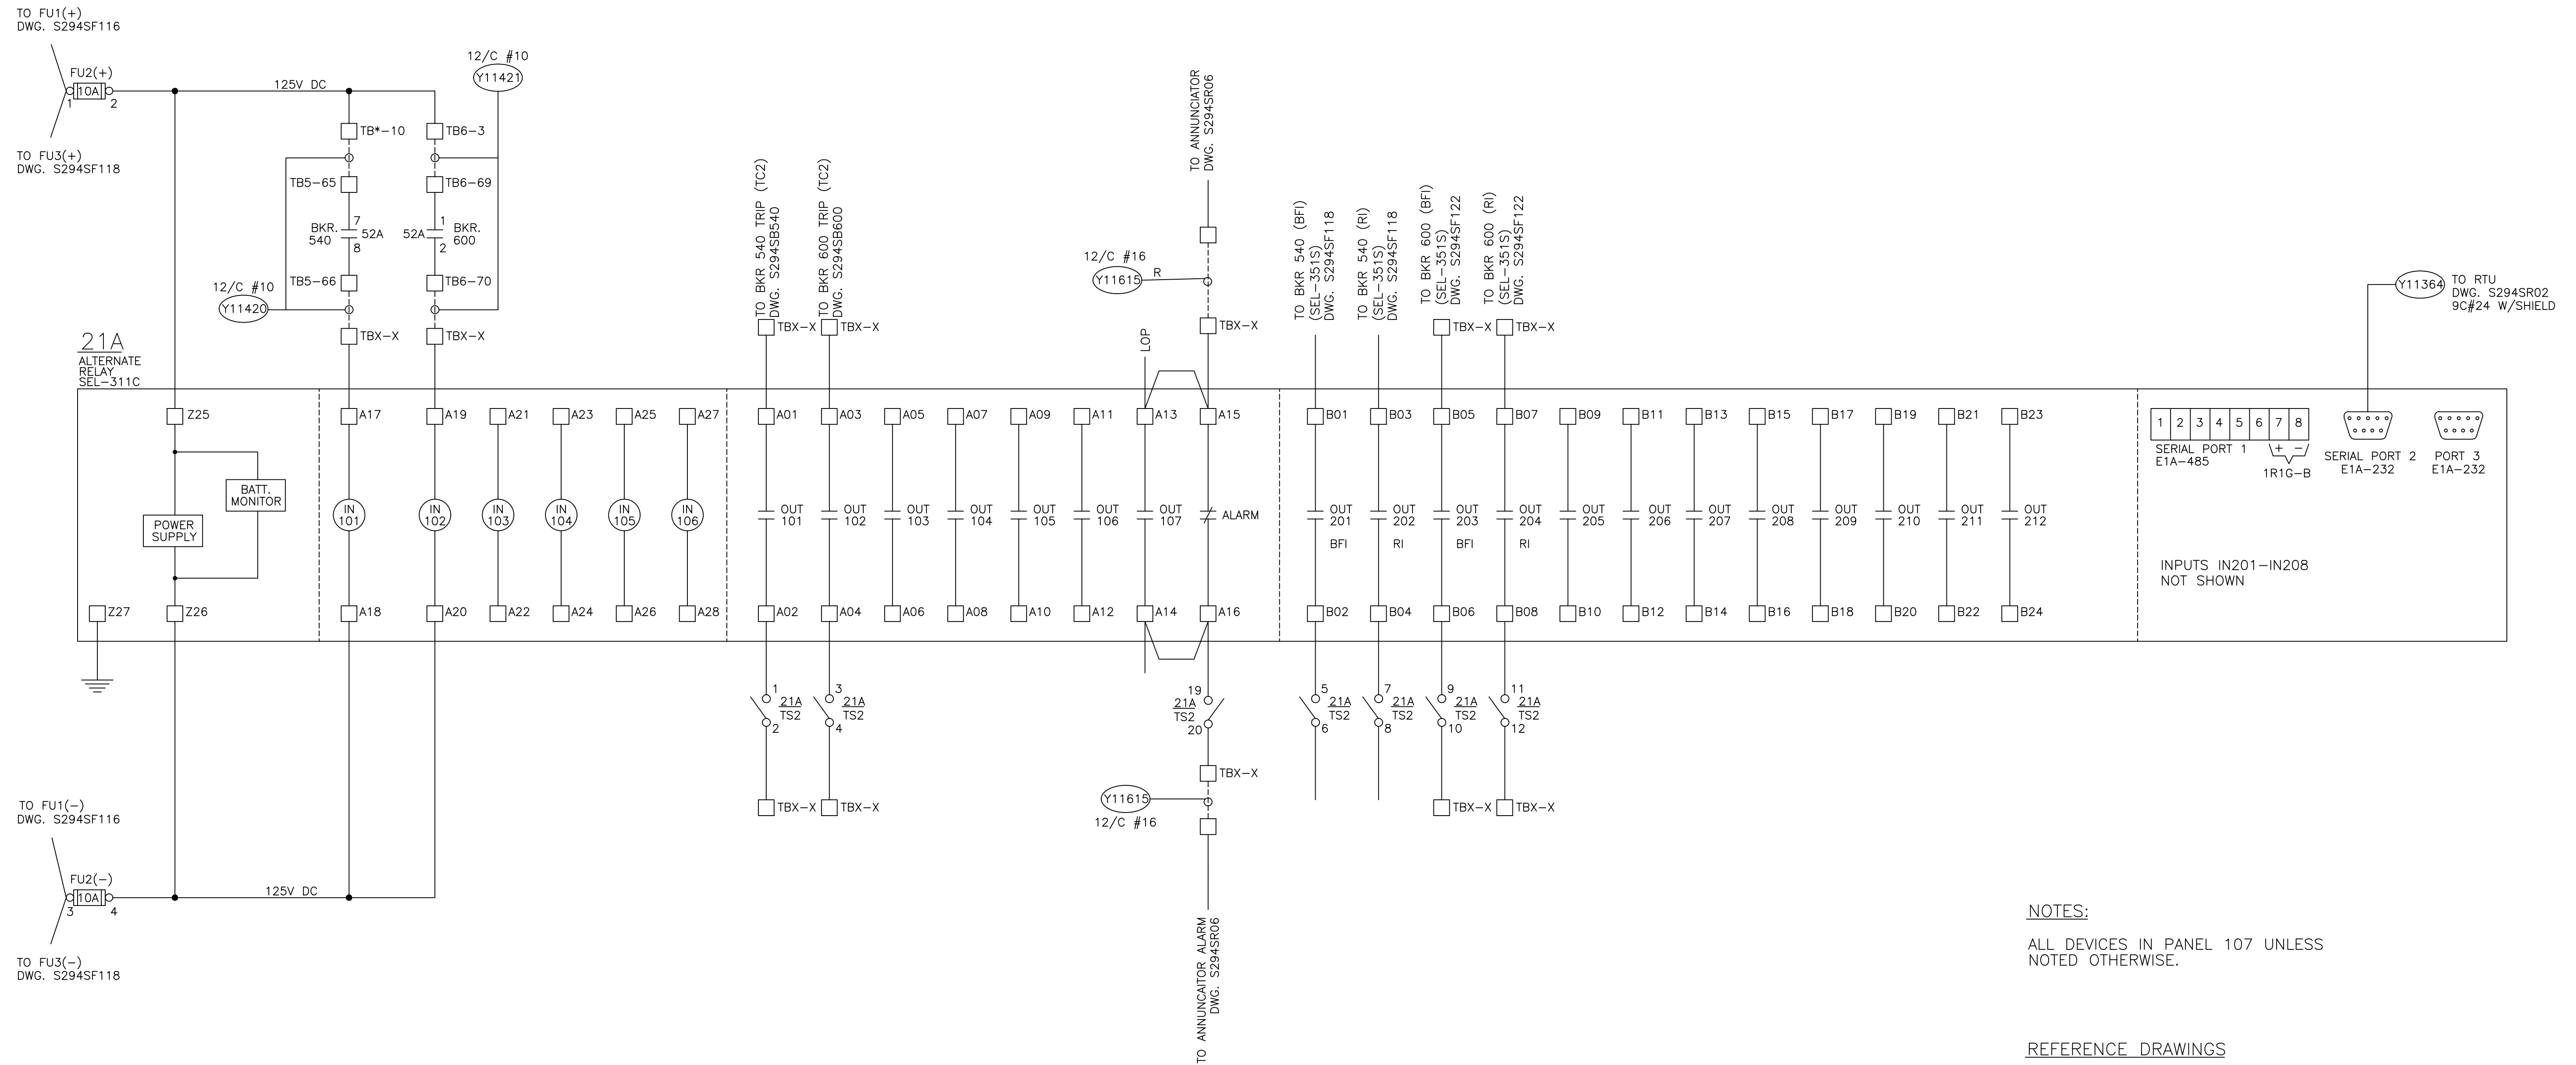 TO FU1(+)
DWG. S294SF116
FU2(+)
10A
1
2
TO FU3(+)
DWG. S294SF118
125V DC
12/C #10
Y11421
TB*-10
TB6-3
TB5-65
TB6-69
BKR.
540
7
8
52A
52A
1
2
BKR.
600
TB5-66
TB6-70
12/C #10
Y11420
TBX-X
TBX-X
TO BKR 540 TRIP (TC2)
DWG. S294SB540
TO BKR 600 TRIP (TC2)
DWG. S294SB600
TBX-X
TBX-X
TO ANNUNCIATOR
DWG. S294SR06
12/C #16
Y11615
R
TBX-X
LOP
TO BKR 540 (BFI)
(SEL-351S)
DWG. S294SF118
TO BKR 540 (RI)
(SEL-351S)
DWG. S294SF118
TO BKR 600 (BFI)
(SEL-351S)
DWG. S294SF122
TO BKR 600 (RI)
(SEL-351S)
DWG. S294SF122
TBX-X
TBX-X
Y11364
TO RTU
DWG. S294SR02
9C#24 W/SHIELD
21A
ALTERNATE
RELAY
SEL-311C
Z25
A17
A19
A21
A23
A25
A27
A01
A03
A05
A07
A09
A11
A13
A15
B01
B03
B05
B07
B09
B11
B13
B15
B17
B19
B21
B23
1 2 3 4 5 6 7 8
SERIAL PORT 1
E1A-485
+ -
1R1G-B
SERIAL PORT 2
E1A-232
PORT 3
E1A-232
BATT.
MONITOR
POWER
SUPPLY
IN
101
IN
102
IN
103
IN
104
IN
105
IN
106
OUT
101
OUT
102
OUT
103
OUT
104
OUT
105
OUT
106
OUT
107
ALARM
OUT
201
BFI
OUT
202
RI
OUT
203
BFI
OUT
204
RI
OUT
205
OUT
206
OUT
207
OUT
208
OUT
209
OUT
210
OUT
211
OUT
212
INPUTS IN201-IN208
NOT SHOWN
Z27
Z26
A18
A20
A22
A24
A26
A28
A02
A04
A06
A08
A10
A12
A14
A16
B02
B04
B06
B08
B10
B12
B14
B16
B18
B20
B22
B24
1
21A
TS2
2
3
21A
TS2
4
19
21A
TS2
20
5
21A
TS2
6
7
21A
TS2
8
9
21A
TS2
10
11
21A
TS2
12
TBX-X
TBX-X
TBX-X
Y11615
12/C #16
TBX-X
TBX-X
TO ANNUNCAITOR ALARM
DWG. S294SR06
TO FU1(-)
DWG. S294SF116
FU2(-)
10A
3
4
125V DC
TO FU3(-)
DWG. S294SF118
NOTES:
ALL DEVICES IN PANEL 107 UNLESS
NOTED OTHERWISE.
REFERENCE DRAWINGS